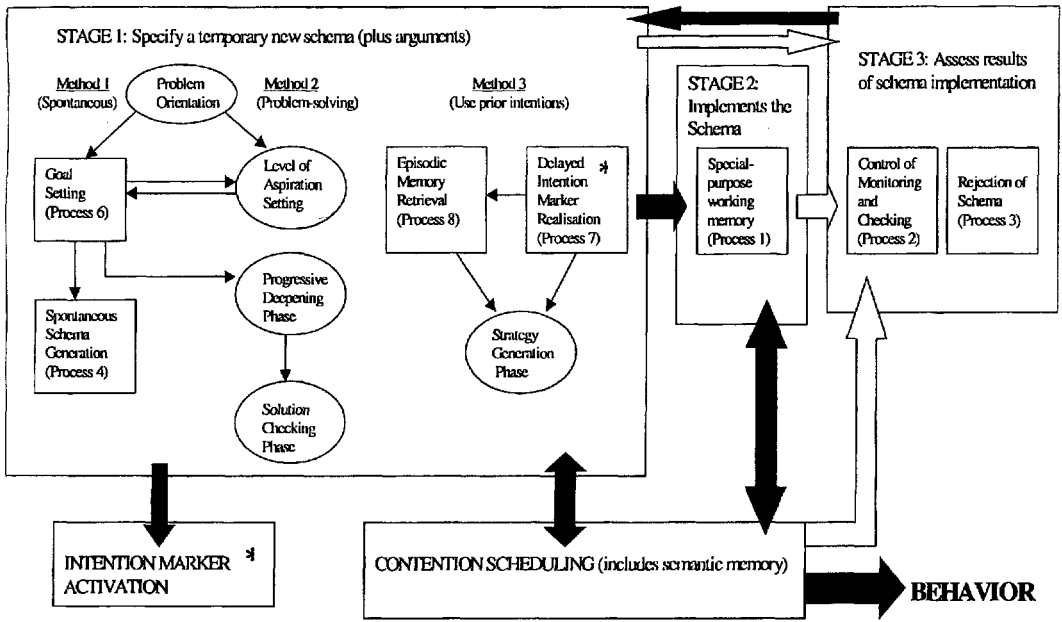 STAGE 1: Specify a temporary new schema (plus arguments)
Method 1
(Spontaneous)
Problem
Orientation
Method 2
(Problem-solving)
Method 3
(Use prior intentions)
Goal
Setting
(Process 6)
Level of
Aspiration
Setting
Episodic
Memory
Retrieval
(Process 8)
Delayed *
Intention
Marker
Realisation
(Process 7)
Spontaneous
Schema
Generation
(Process 4)
Progressive
Deepening
Phase
Strategy
Generation
Phase
Solution
Checking
Phase
STAGE 2:
Implements the
Schema
Special-
purpose
working
memory
(Process 1)
STAGE 3: Assess results
of schema implementation
Control of
Monitoring
and
Checking
(Process 2)
Rejection of
Schema
(Process 3)
INTENTION MARKER *
ACTIVATION
CONTENTION SCHEDULING (includes semantic memory)
BEHAVIOR